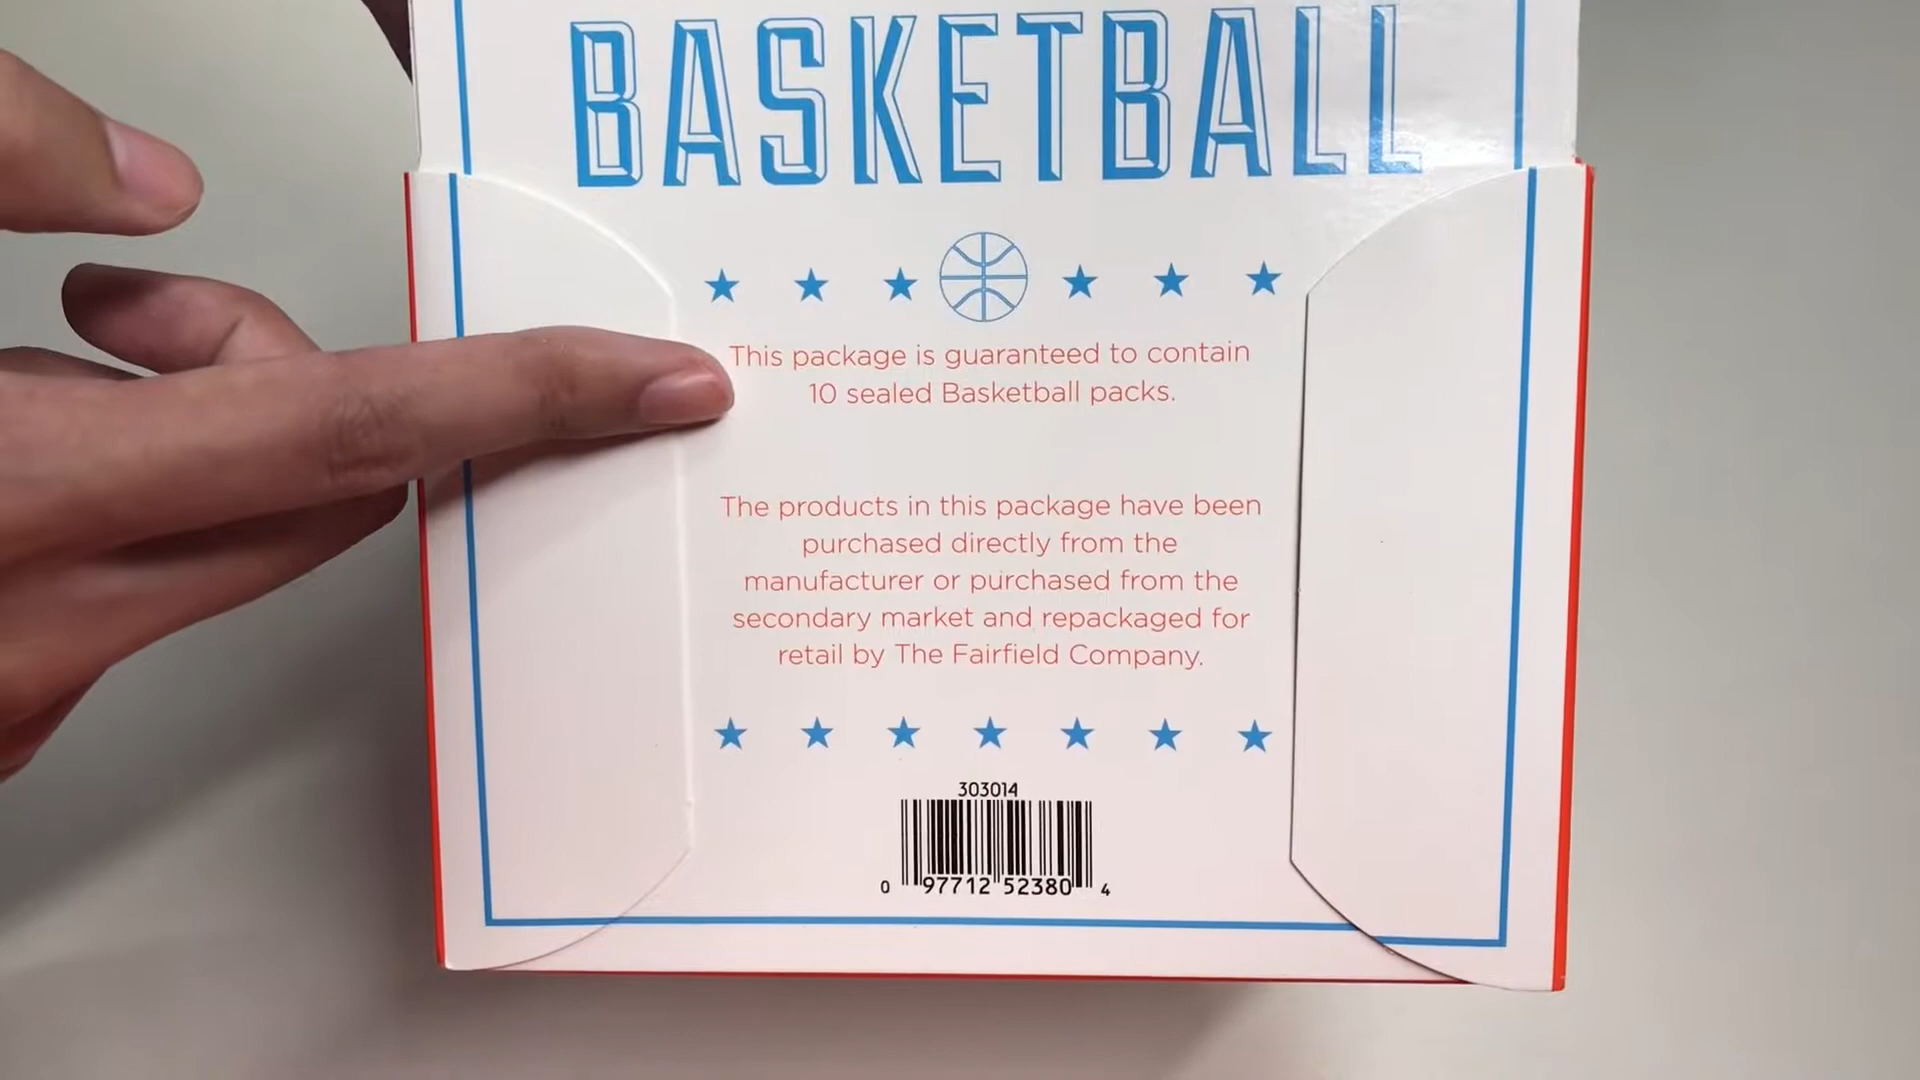 BASKETBALL
This package is guaranteed to contain
10 sealed Basketball packs.
The products in this package have been
purchased directly from the
manufacturer or purchased from the
secondary market and repackaged for
retail by The Fairfield Company.
303014
0 97712 52380 4